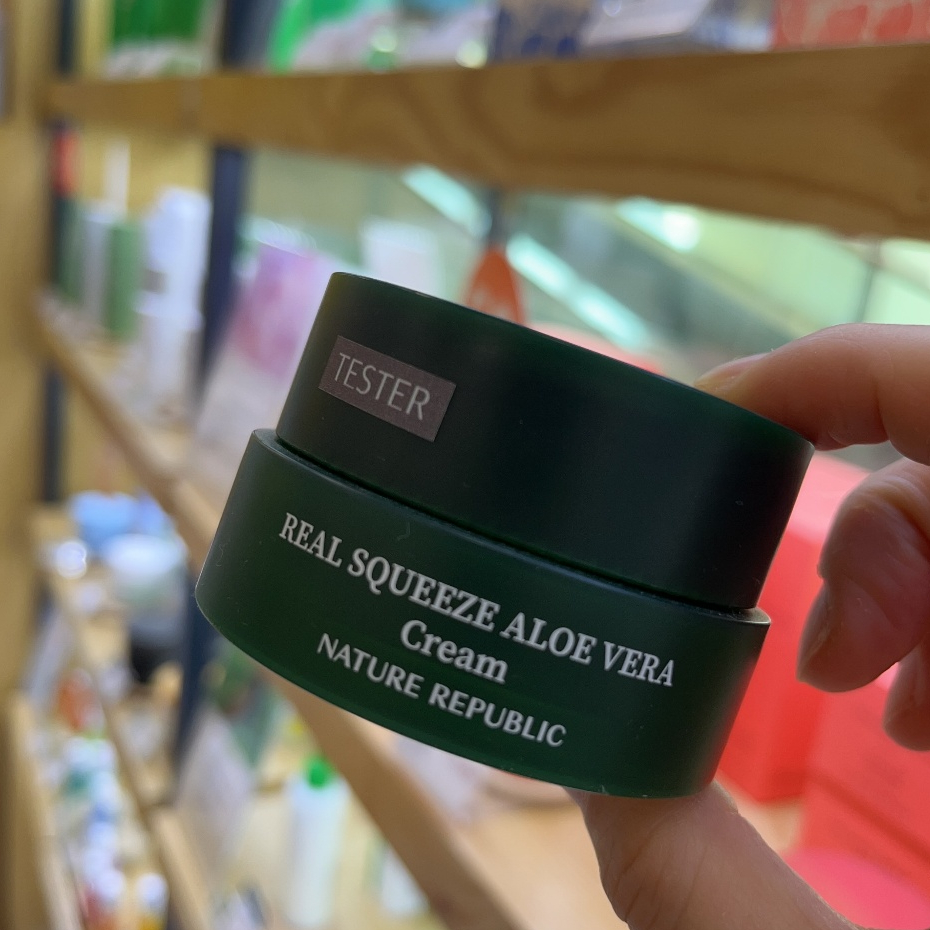 TESTER
REAL SQUEEZE ALOE VERA
Cream
NATURE REPUBLIC